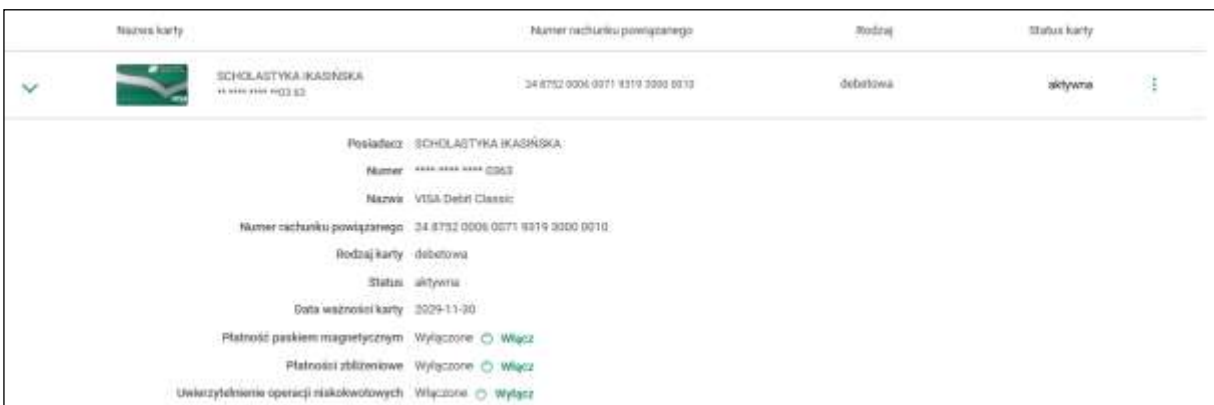 Nazwa karty Numer rachunku powiązanego Rodzaj Status karty
SCHOLASTYKA IKASIŃSKA 24 8752 0006 0071 9319 3000 0010 debetowa aktywna
** **** **** **03 63
VISA
Posiadacz SCHOLASTYKA IKASIŃSKA
Numer **** **** **** 0363
Nazwa VISA Debit Classic
Numer rachunku powiązanego 24 8752 0006 0071 9319 3000 0010
Rodzaj karty debetowa
Status aktywna
Data ważności karty 2029-11-30
Płatność paskiem magnetycznym Wyłączone Włącz
Płatności zbliżeniowe Wyłączone Włącz
Uwierzytelnienie operacji niskokwotowych Włączone Wyłącz